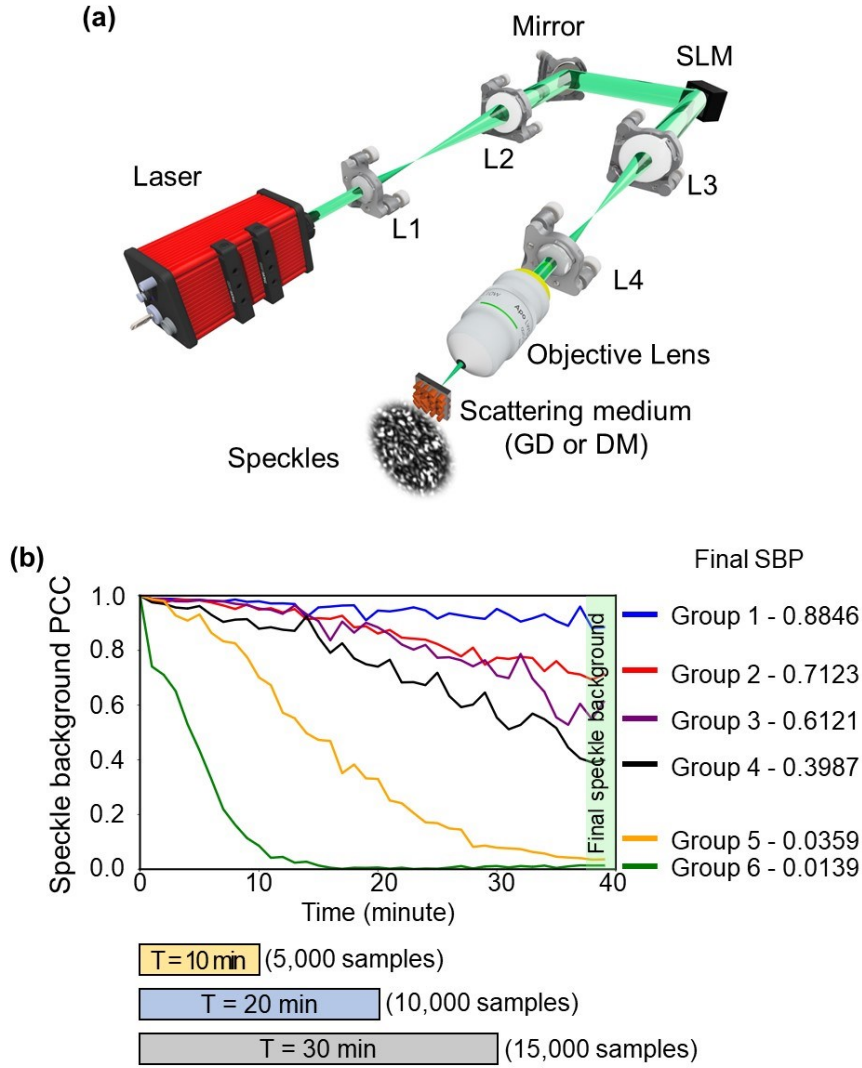 (a)
Mirror
SLM
L2
L3
Laser
L1
L4
Objective Lens
Scattering medium
(GD or DM)
Speckles
(b)
Final SBP
Speckle background PCC
1.0
0.8
0.6
0.4
0.2
0.0
0
10
20
30
40
Time (minute)
Final speckle background
Group 1 - 0.8846
Group 2 - 0.7123
Group 3 - 0.6121
Group 4 - 0.3987
Group 5 - 0.0359
Group 6 - 0.0139
T = 10 min (5,000 samples)
T = 20 min (10,000 samples)
T = 30 min (15,000 samples)